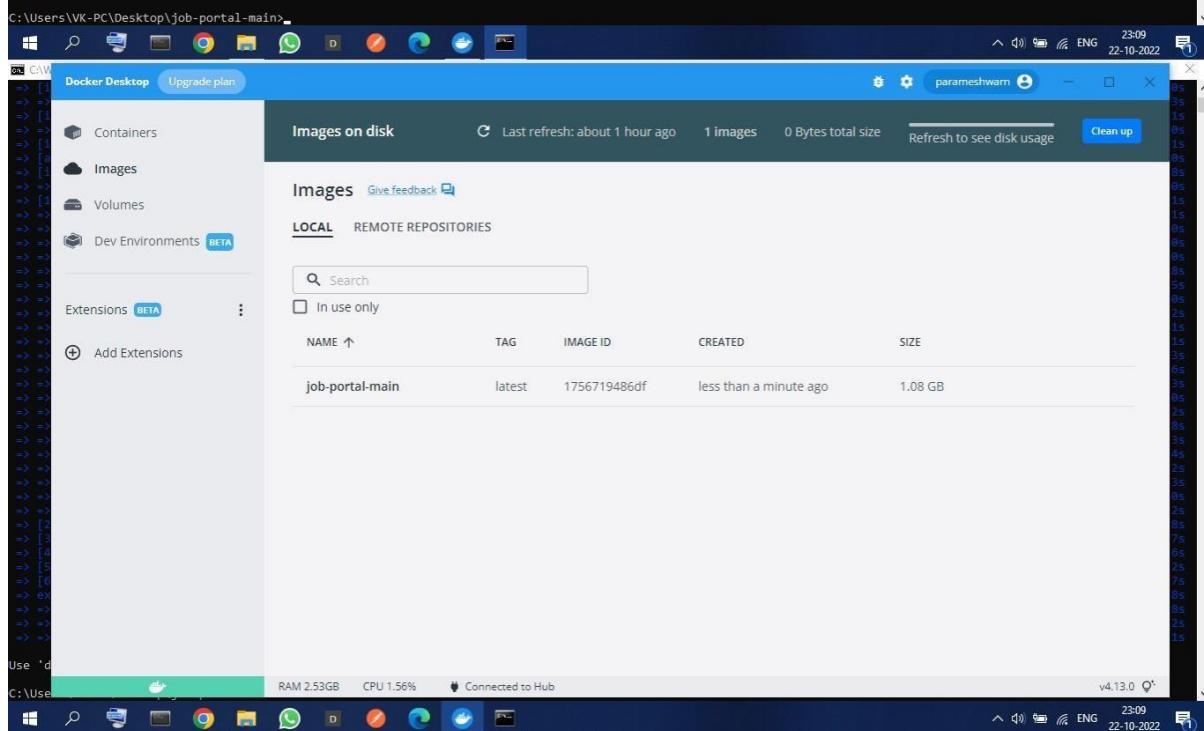 C:\Users\VK-PC\Desktop\job-portal-main>
D
ENG
23:09
22-10-2022
Docker Desktop Upgrade plan
parameshwarn
Containers
Images
Volumes
Dev Environments BETA
Extensions BETA
Add Extensions
Images on disk Last refresh: about 1 hour ago 1 images 0 Bytes total size Refresh to see disk usage Clean up
Images Give feedback
LOCAL REMOTE REPOSITORIES
Search
In use only
NAME ↑ TAG IMAGE ID CREATED SIZE
job-portal-main latest 1756719486df less than a minute ago 1.08 GB
Use 'd
C:\Use
RAM 2.53GB CPU 1.56% Connected to Hub v4.13.0
D
ENG
23:09
22-10-2022